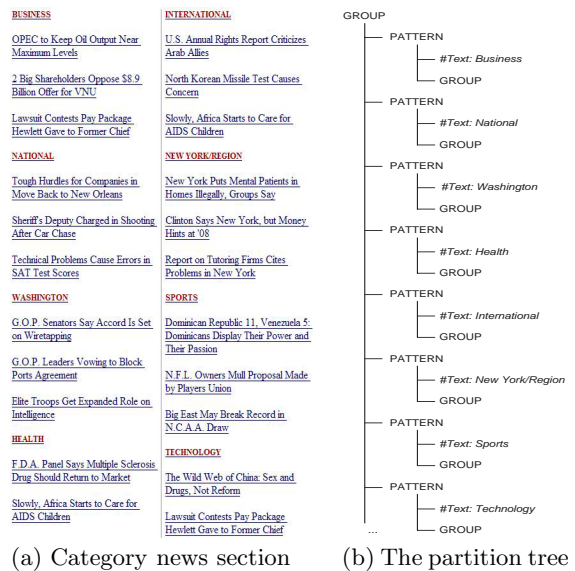 BUSINESS
OPEC to Keep Oil Output Near
Maximum Levels
2 Big Shareholders Oppose $8.9
Billion Offer for VNU
Lawsuit Contests Pay Package
Hewlett Gave to Former Chief
NATIONAL
Tough Hurdles for Companies in
Move Back to New Orleans
Sheriff's Deputy Charged in Shooting
After Car Chase
Technical Problems Cause Errors in
SAT Test Scores
WASHINGTON
G.O.P. Senators Say Accord Is Set
on Wiretapping
G.O.P. Leaders Vowing to Block
Ports Agreement
Elite Troops Get Expanded Role on
Intelligence
HEALTH
F.D.A. Panel Says Multiple Sclerosis
Drug Should Return to Market
Slowly, Africa Starts to Care for
AIDS Children
INTERNATIONAL
U.S. Annual Rights Report Criticizes
Arab Allies
North Korean Missile Test Causes
Concern
Slowly, Africa Starts to Care for
AIDS Children
NEW YORK/REGION
New York Puts Mental Patients in
Homes Illegally, Groups Say
Clinton Says New York, but Money
Hints at '08
Report on Tutoring Firms Cites
Problems in New York
SPORTS
Dominican Republic 11, Venezuela 5:
Dominicans Display Their Power and
Their Passion
N.F.L. Owners Mull Proposal Made
by Players Union
Big East May Break Record in
N.C.A.A. Draw
TECHNOLOGY
The Wild Web of China: Sex and
Drugs, Not Reform
Lawsuit Contests Pay Package
Hewlett Gave to Former Chief
(a) Category news section
GROUP
PATTERN
#Text: Business
GROUP
PATTERN
#Text: National
GROUP
PATTERN
#Text: Washington
GROUP
PATTERN
#Text: Health
GROUP
PATTERN
#Text: International
GROUP
PATTERN
#Text: New York/Region
GROUP
PATTERN
#Text: Sports
GROUP
PATTERN
#Text: Technology
GROUP
...
(b) The partition tree